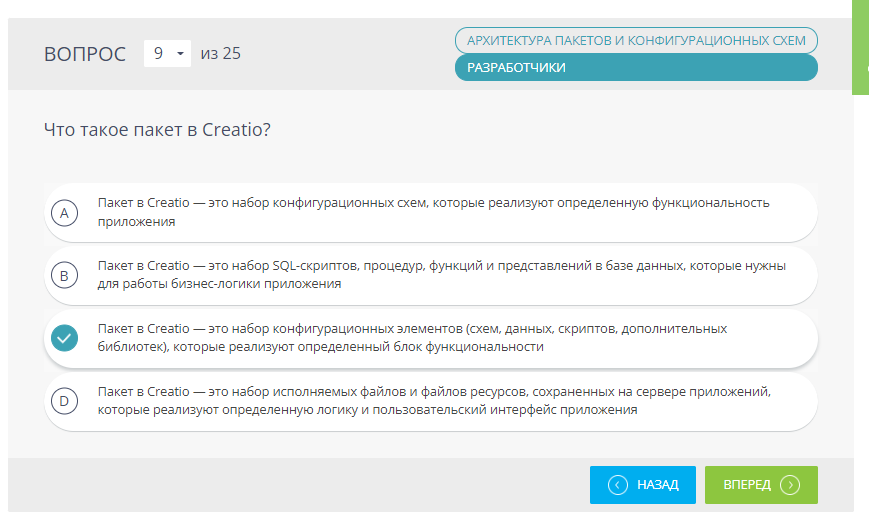 ВОПРОС 9 из 25
АРХИТЕКТУРА ПАКЕТОВ И КОНФИГУРАЦИОННЫХ СХЕМ
РАЗРАБОТЧИКИ
Что такое пакет в Creatio?
A
Пакет в Creatio — это набор конфигурационных схем, которые реализуют определенную функциональность
приложения
B
Пакет в Creatio — это набор SQL-скриптов, процедур, функций и представлений в базе данных, которые нужны
для работы бизнес-логики приложения
Пакет в Creatio — это набор конфигурационных элементов (схем, данных, скриптов, дополнительных
библиотек), которые реализуют определенный блок функциональности
D
Пакет в Creatio — это набор исполняемых файлов и файлов ресурсов, сохраненных на сервере приложений,
которые реализуют определенную логику и пользовательский интерфейс приложения
НАЗАД
ВПЕРЕД